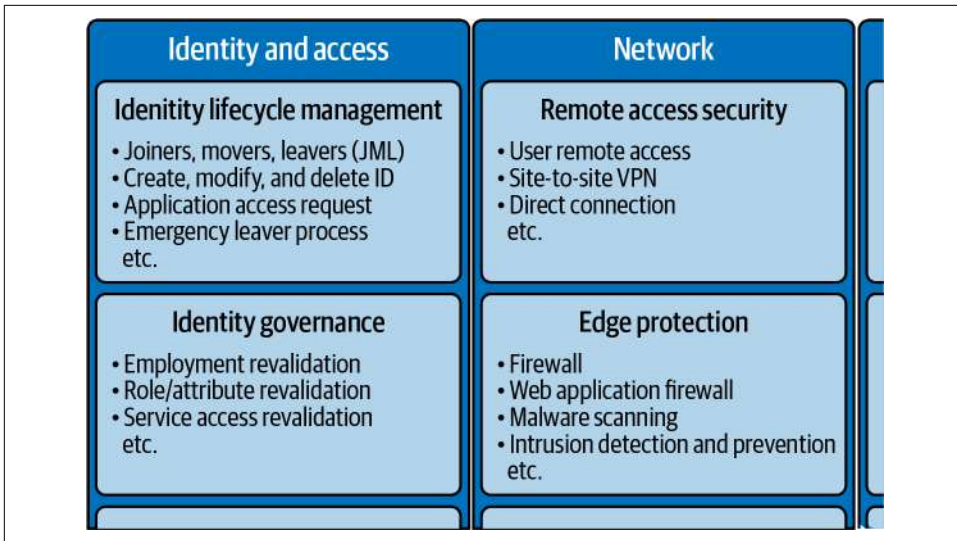 Identity and access
Idenitity lifecycle management
• Joiners, movers, leavers (JML)
• Create, modify, and delete ID
• Application access request
• Emergency leaver process
etc.
Identity governance
• Employment revalidation
• Role/attribute revalidation
• Service access revalidation
etc.
Network
Remote access security
• User remote access
• Site-to-site VPN
• Direct connection
etc.
Edge protection
• Firewall
• Web application firewall
• Malware scanning
• Intrusion detection and prevention
etc.